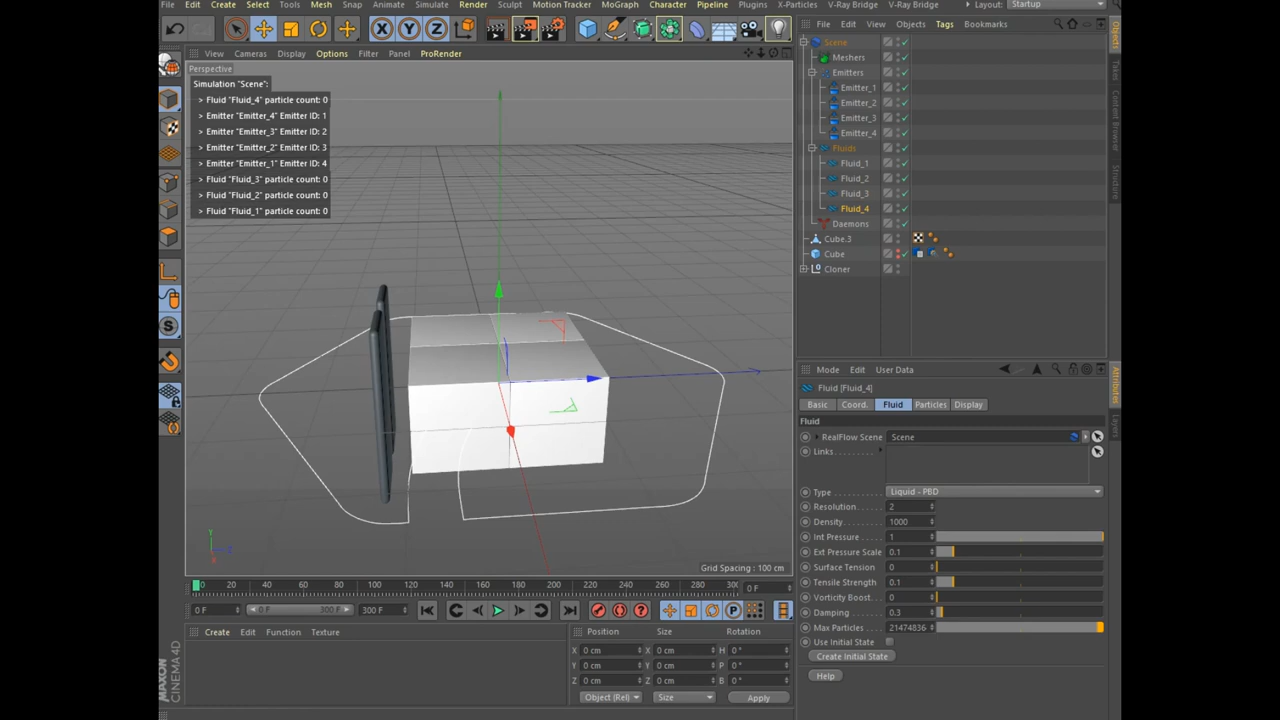 File Edit Create Select Tools Mesh Snap Animate Simulate Render Sculpt Motion Tracker MoGraph Character Pipeline Plugins X-Particles V-Ray Bridge V-Ray Bridge Layout: Startup
X Y Z
File Edit View Objects Tags Bookmarks
View Cameras Display Options Filter Panel ProRender
Perspective
Simulation "Scene":
> Fluid "Fluid_4" particle count: 0
> Emitter "Emitter_4" Emitter ID: 1
> Emitter "Emitter_3" Emitter ID: 2
> Emitter "Emitter_2" Emitter ID: 3
> Emitter "Emitter_1" Emitter ID: 4
> Fluid "Fluid_3" particle count: 0
> Fluid "Fluid_2" particle count: 0
> Fluid "Fluid_1" particle count: 0
Scene
Meshers
Emitters
Emitter_1
Emitter_2
Emitter_3
Emitter_4
Fluids
Fluid_1
Fluid_2
Fluid_3
Fluid_4
Daemons
Cube.3
Cube
Cloner
Objects
Takes
Content Browser
Structure
Mode Edit User Data
Fluid [Fluid_4]
Basic Coord. Fluid Particles Display
Fluid
RealFlow Scene Scene
Links
Type Liquid - PBD
Resolution 2
Density 1000
Int Pressure 1
Ext Pressure Scale 0.1
Surface Tension 0
Tensile Strength 0.1
Vorticity Boost 0
Damping 0.3
Max Particles 21474836
Use Initial State
Create Initial State
Help
Attributes
Layers
Y
Grid Spacing : 100 cm
0 20 40 60 80 100 120 140 160 180 200 220 240 260 280 300 0 F
0 F 0 F 300 F 300 F
Create Edit Function Texture
Position Size Rotation
X 0 cm X 0 cm H 0 °
Y 0 cm Y 0 cm P 0 °
Z 0 cm Z 0 cm B 0 °
Object (Rel) Size Apply
MAXON
CINEMA4D